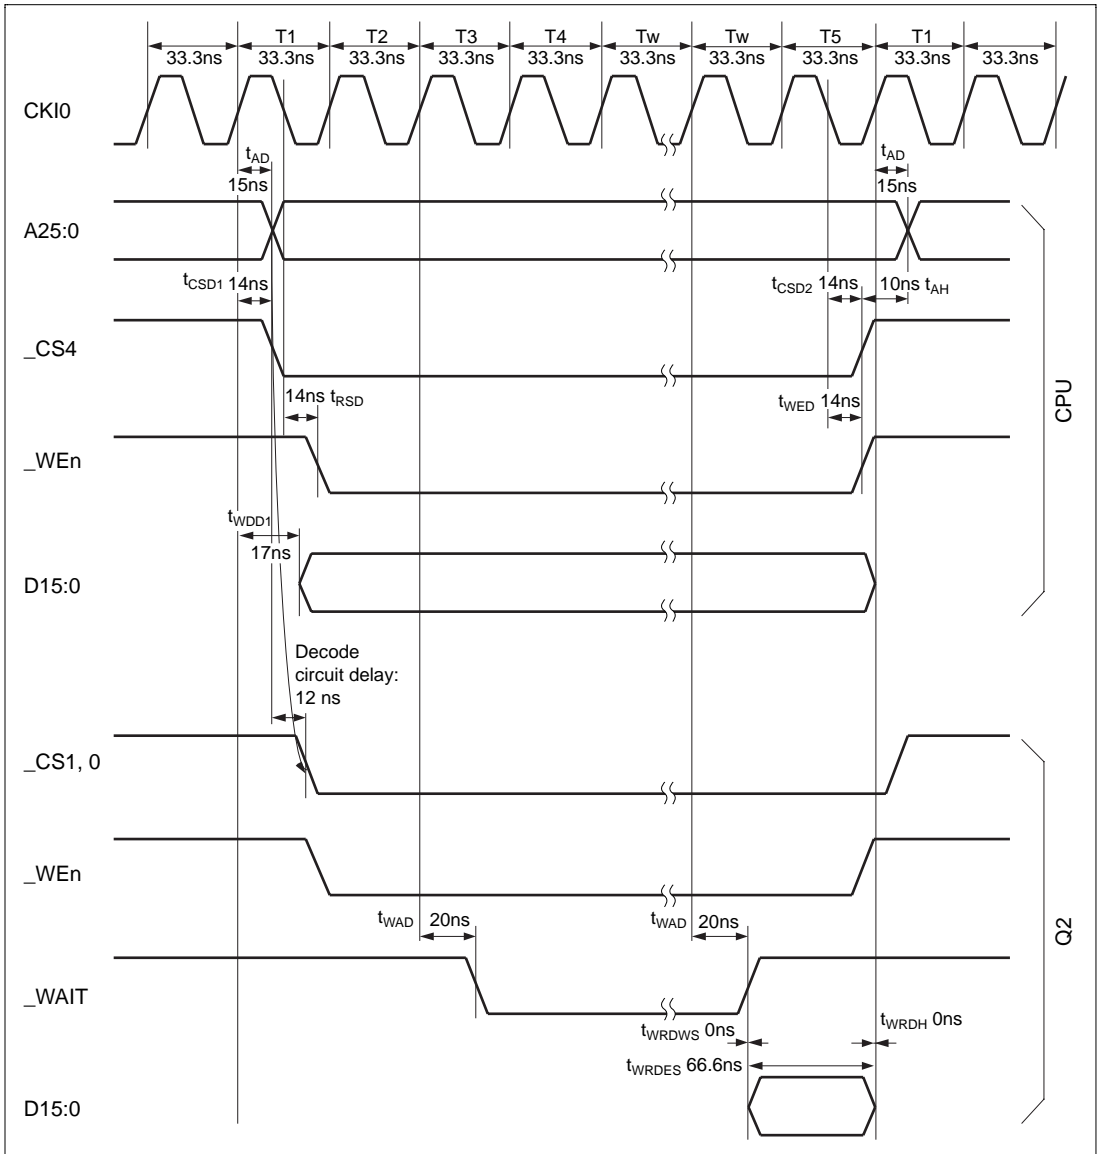 T1 T2 T3 T4 Tw Tw T5 T1
33.3ns 33.3ns 33.3ns 33.3ns 33.3ns 33.3ns 33.3ns 33.3ns 33.3ns 33.3ns
CKI0
tAD tAD
15ns 15ns
A25:0
tCSD1 14ns tCSD2 14ns 10ns tAH
_CS4
14ns tRSD tWED 14ns
CPU
_WEn
tWDD1
17ns
D15:0
Decode
circuit delay:
12 ns
_CS1, 0
_WEn
tWAD 20ns tWAD 20ns
Q2
_WAIT
tWRDWS 0ns tWRDH 0ns
tWRDES 66.6ns
D15:0